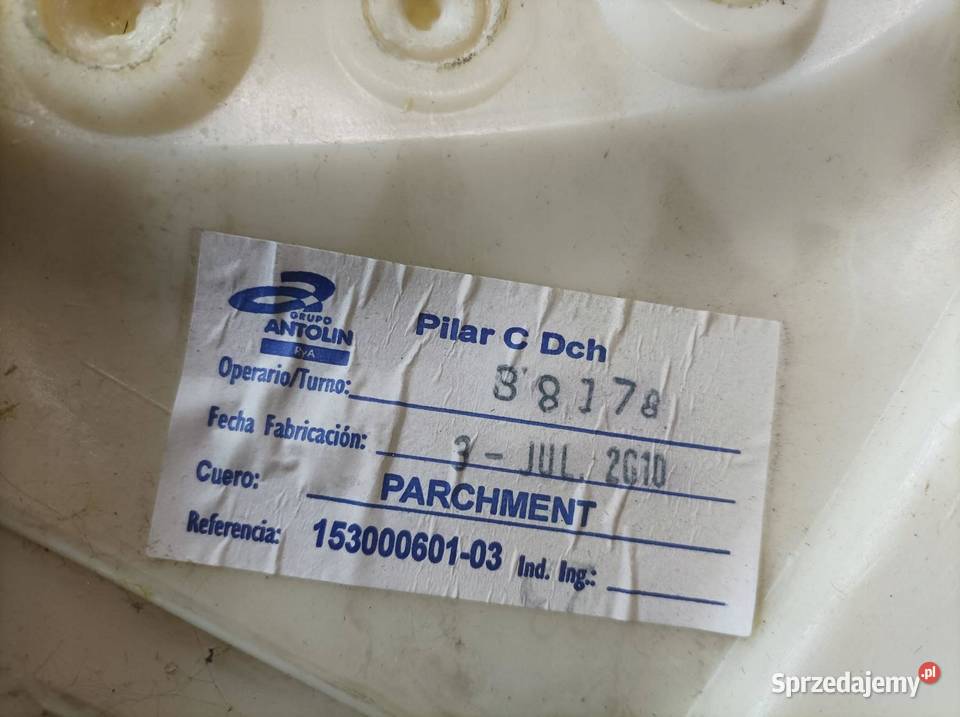 GRUPO
ANTOLIN
PyA
Pilar C Dch
Operario/Turno: 88178
Fecha Fabricación: 3 - JUL. 2010
Cuero: PARCHMENT
Referencia: 153000601-03 Ind. Ing.:
Sprzedajemy.pl